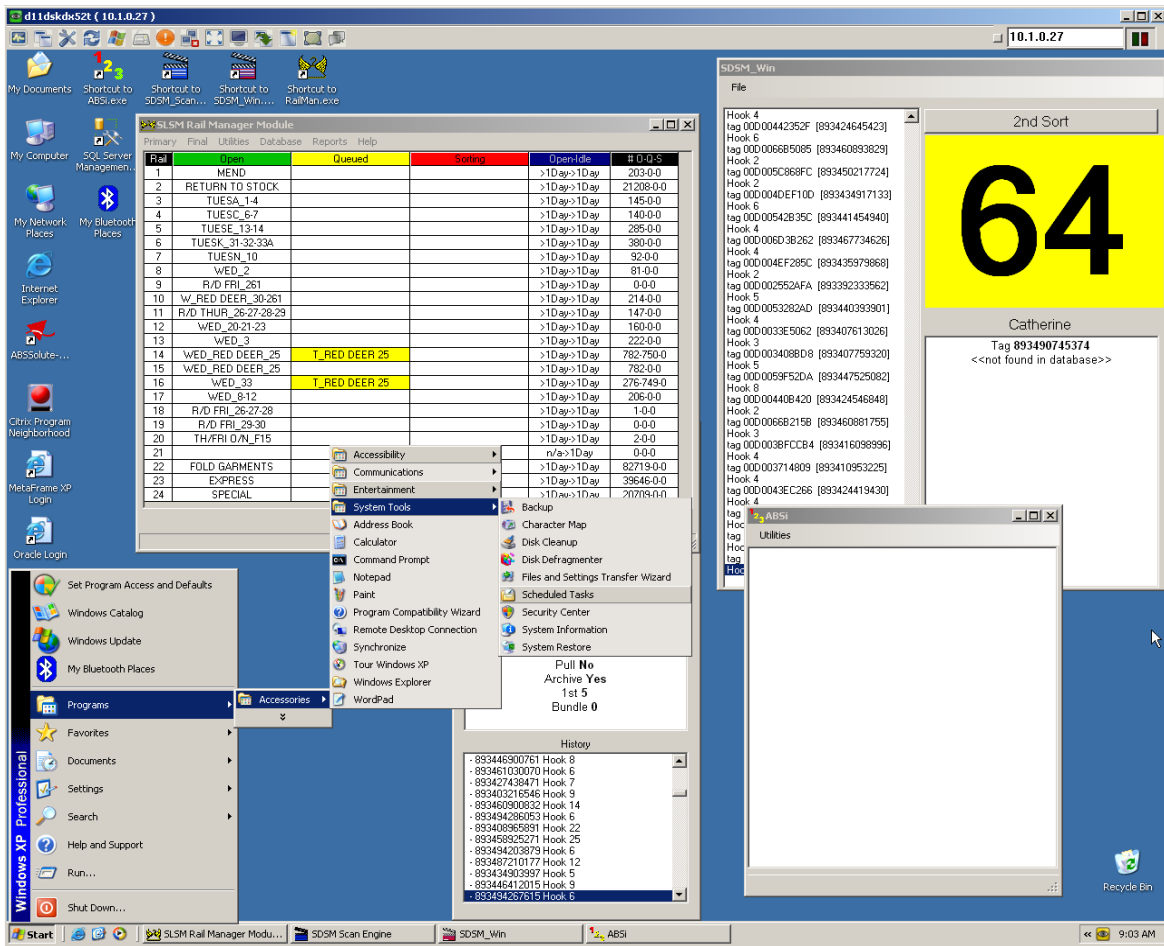 d11dskdx52t ( 10.1.0.27 )
10.1.0.27
My Documents
Shortcut to ABSi.exe
Shortcut to SDSM_Scan...
Shortcut to SDSM_Win....
Shortcut to RailMan.exe
My Computer
SQL Server Managemen...
My Network Places
My Bluetooth Places
Internet Explorer
ABSSolute-...
Citrix Program Neighborhood
MetaFrame XP Login
Oracle Login
SLSM Rail Manager Module
Primary Final Utilities Database Reports Help
Rail Open Queued Sorting Open-Idle # O-Q-S
1 MEND >1Day->1Day 203-0-0
2 RETURN TO STOCK >1Day->1Day 21208-0-0
3 TUESA_1-4 >1Day->1Day 145-0-0
4 TUESC_6-7 >1Day->1Day 140-0-0
5 TUESE_13-14 >1Day->1Day 285-0-0
6 TUESK_31-32-33A >1Day->1Day 380-0-0
7 TUESN_10 >1Day->1Day 92-0-0
8 WED_2 >1Day->1Day 81-0-0
9 R/D FRI_261 >1Day->1Day 0-0-0
10 W_RED DEER_30-261 >1Day->1Day 214-0-0
11 R/D THUR_26-27-28-29 >1Day->1Day 147-0-0
12 WED_20-21-23 >1Day->1Day 160-0-0
13 WED_3 >1Day->1Day 222-0-0
14 WED_RED DEER_25 T_RED DEER 25 >1Day->1Day 782-750-0
15 WED_RED DEER_25 >1Day->1Day 782-0-0
16 WED_33 T_RED DEER 25 >1Day->1Day 276-749-0
17 WED_8-12 >1Day->1Day 206-0-0
18 R/D FRI_26-27-28 >1Day->1Day 1-0-0
19 R/D FRI_29-30 >1Day->1Day 0-0-0
20 TH/FRI O/N_F15 >1Day->1Day 2-0-0
21 n/a->1Day 0-0-0
22 FOLD GARMENTS >1Day->1Day 82719-0-0
23 EXPRESS >1Day->1Day 39646-0-0
24 SPECIAL >1Day->1Day 20709-0-0
SDSM_Win
File
Hook 4
tag 00D00442352F [893424645423]
Hook 6
tag 00D0066B5085 [893460893829]
Hook 2
tag 00D005C868FC [893450217724]
Hook 2
tag 00D004DEF10D [893434917133]
Hook 6
tag 00D00542B35C [893441454940]
Hook 4
tag 00D006D3B262 [893467734626]
Hook 4
tag 00D004EF285C [893435979868]
Hook 2
tag 00D002552AFA [893392333562]
Hook 5
tag 00D0053282AD [893440393901]
Hook 4
tag 00D0033E5062 [893407613026]
Hook 3
tag 00D003408BD8 [893407759320]
Hook 5
tag 00D0059F52DA [893447525082]
Hook 8
tag 00D00440B420 [893424546848]
Hook 2
tag 00D0066B215B [893460881755]
Hook 3
tag 00D003BFCCB4 [893416098996]
Hook 4
tag 00D003714809 [893410953225]
Hook 4
tag 00D0043EC266 [893424419430]
Hook 4
tag
Hoo
tag
Hoo
tag
Hoo
2nd Sort
64
Catherine
Tag 893490745374
<<not found in database>>
ABSi
Utilities
Accessibility
Communications
Entertainment
System Tools
Address Book
Calculator
Command Prompt
Notepad
Paint
Program Compatibility Wizard
Remote Desktop Connection
Synchronize
Tour Windows XP
Windows Explorer
WordPad
Backup
Character Map
Disk Cleanup
Disk Defragmenter
Files and Settings Transfer Wizard
Scheduled Tasks
Security Center
System Information
System Restore
Set Program Access and Defaults
Windows Catalog
Windows Update
My Bluetooth Places
Programs
Accessories
Favorites
Documents
Settings
Search
Help and Support
Run...
Shut Down...
Windows XP Professional
Pull No
Archive Yes
1st 5
Bundle 0
History
- 893446900761 Hook 8
- 893461030070 Hook 6
- 893427438471 Hook 7
- 893403216546 Hook 9
- 893460900832 Hook 14
- 893494286053 Hook 6
- 893408965891 Hook 22
- 893458925271 Hook 25
- 893494203879 Hook 6
- 893487210177 Hook 12
- 893434903997 Hook 5
- 893446412015 Hook 9
- 893494267615 Hook 6
Recycle Bin
Start
SLSM Rail Manager Modu...
SDSM Scan Engine
SDSM_Win
ABSi
9:03 AM